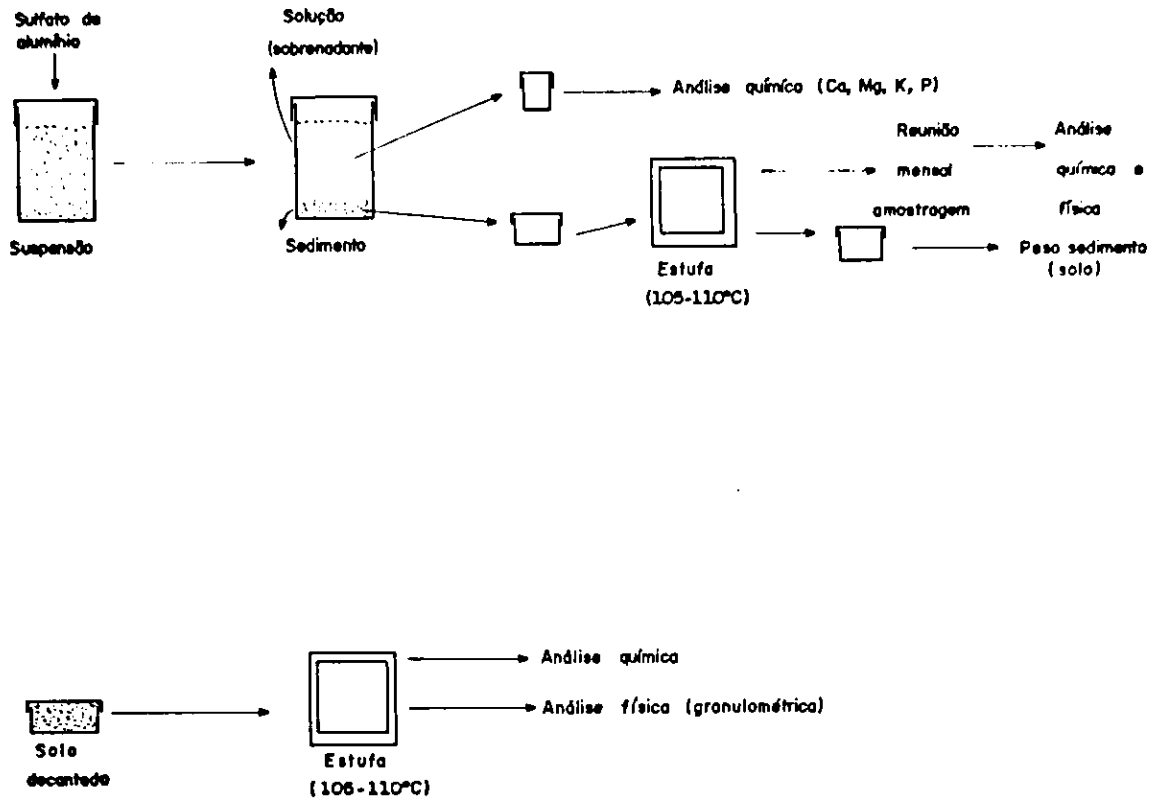 Sulfato de
alumínio
Suspensão
Solução
(sobrenadante)
Sedimento
Análise química (Ca, Mg, K, P)
Estufa
(105-110°C)
Reunião
mensal
amostragem
Análise
química e
física
Peso sedimento
(solo)
Solo
decantado
Estufa
(105-110°C)
Análise química
Análise física (granulométrica)